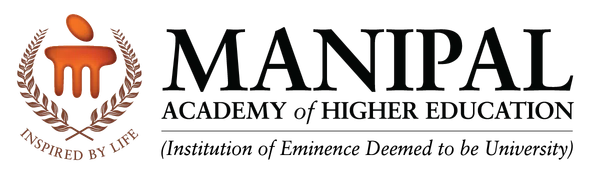 INSPIRED BY LIFE
MANIPAL
ACADEMY of HIGHER EDUCATION
(Institution of Eminence Deemed to be University)